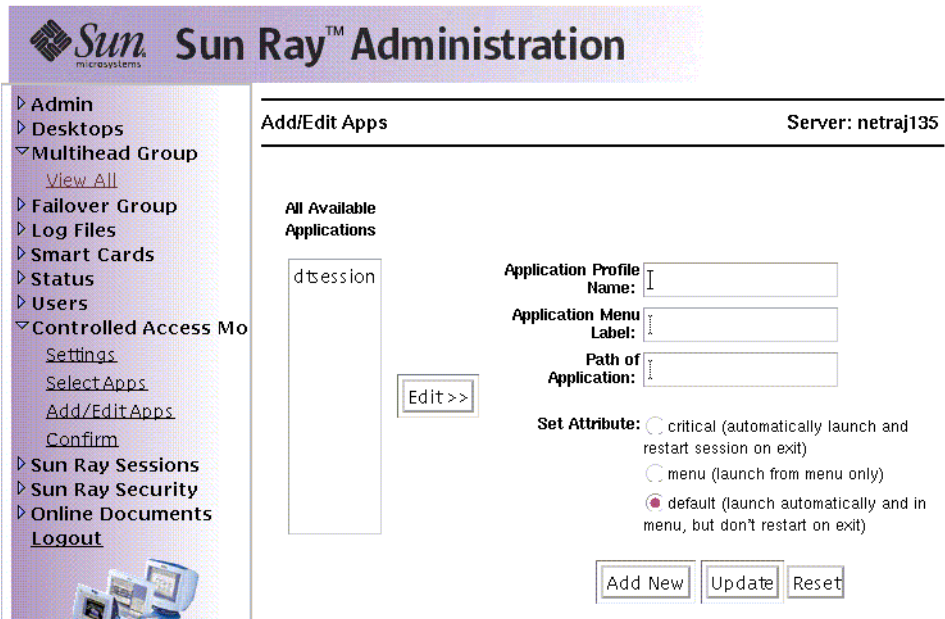 Sun
microsystems
Sun Ray™ Administration
Admin
Desktops
Multihead Group
View All
Failover Group
Log Files
Smart Cards
Status
Users
Controlled Access Mo
Settings
Select Apps
Add/Edit Apps
Confirm
Sun Ray Sessions
Sun Ray Security
Online Documents
Logout
Add/Edit Apps
Server: netraj135
All Available
Applications
dtsession
Edit >>
Application Profile
Name:
Application Menu
Label:
Path of
Application:
Set Attribute:
critical (automatically launch and
restart session on exit)
menu (launch from menu only)
default (launch automatically and in
menu, but don't restart on exit)
Add New
Update
Reset